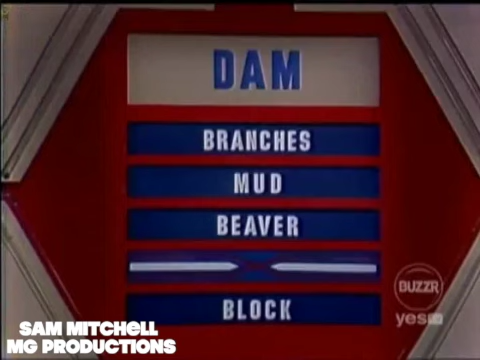 DAM
BRANCHES
MUD
BEAVER
BLOCK
BUZZR
yes
SAM MITCHELL
MG PRODUCTIONS